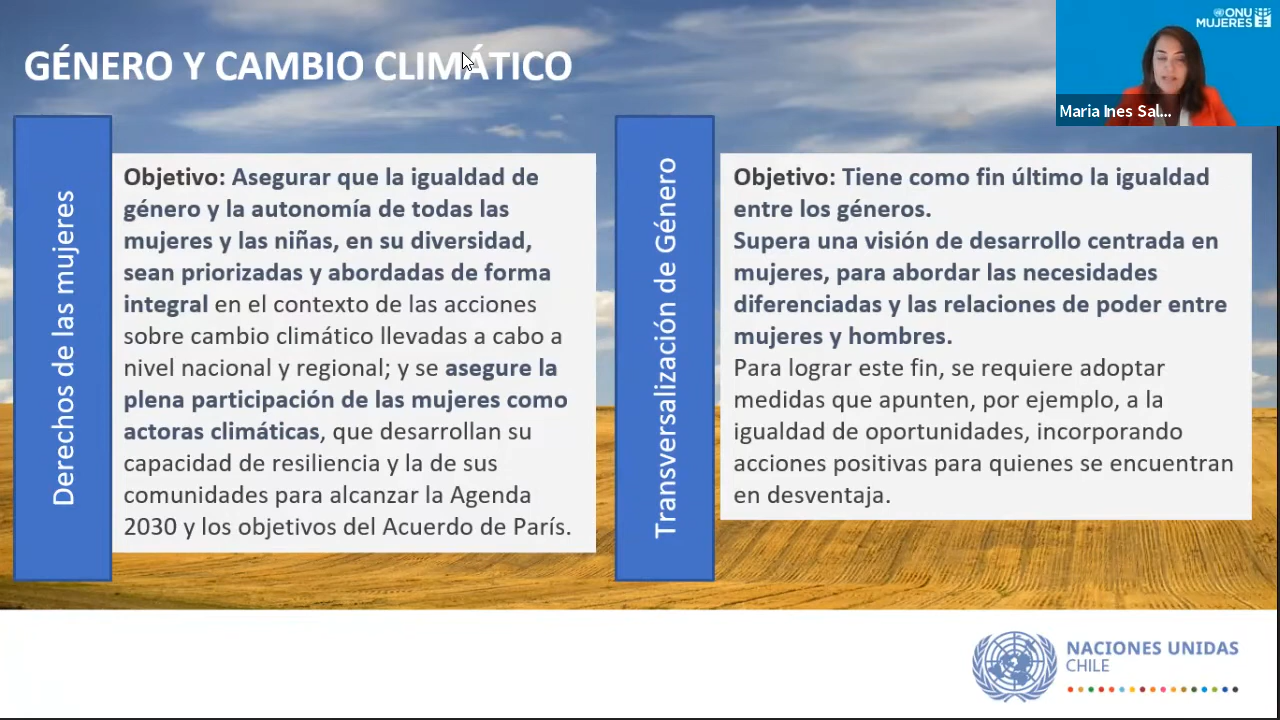 GÉNERO Y CAMBIO CLIMÁTICO
ONU
MUJERES
Maria Ines Sal...
Derechos de las mujeres
Objetivo: Asegurar que la igualdad de
género y la autonomía de todas las
mujeres y las niñas, en su diversidad,
sean priorizadas y abordadas de forma
integral en el contexto de las acciones
sobre cambio climático llevadas a cabo a
nivel nacional y regional; y se asegure la
plena participación de las mujeres como
actoras climáticas, que desarrollan su
capacidad de resiliencia y la de sus
comunidades para alcanzar la Agenda
2030 y los objetivos del Acuerdo de París.
Transversalización de Género
Objetivo: Tiene como fin último la igualdad
entre los géneros.
Supera una visión de desarrollo centrada en
mujeres, para abordar las necesidades
diferenciadas y las relaciones de poder entre
mujeres y hombres.
Para lograr este fin, se requiere adoptar
medidas que apunten, por ejemplo, a la
igualdad de oportunidades, incorporando
acciones positivas para quienes se encuentran
en desventaja.
NACIONES UNIDAS
CHILE